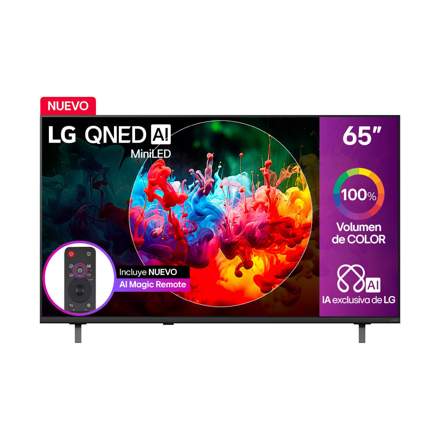 NUEVO
LG QNED AI
MiniLED
65"
100%
Volumen
de COLOR
Incluye NUEVO
AI Magic Remote
AI
IA exclusiva de LG